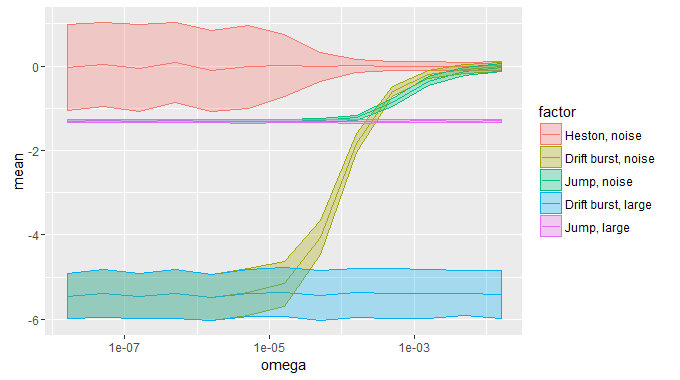 mean
0
-2
-4
-6
1e-07
1e-05
1e-03
omega
factor
Heston, noise
Drift burst, noise
Jump, noise
Drift burst, large
Jump, large